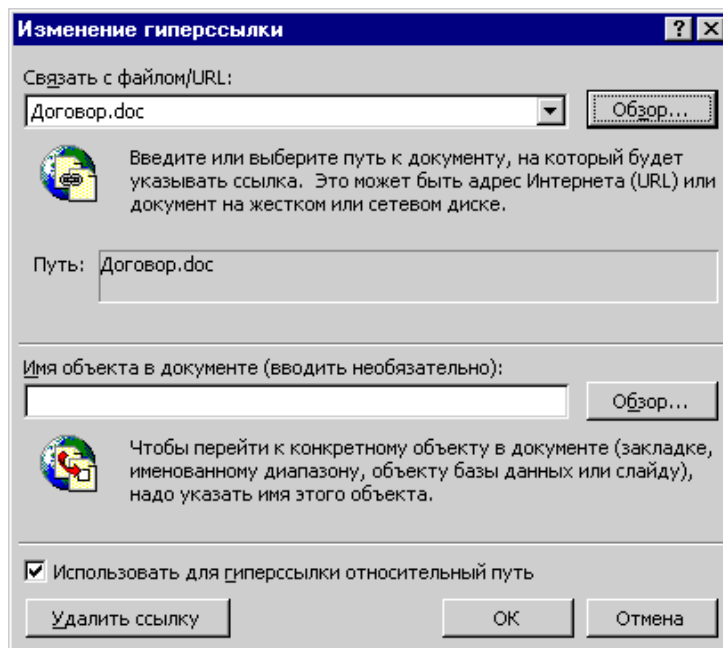 Изменение гиперссылки
Связать с файлом/URL:
Договор.doc
Обзор...
Введите или выберите путь к документу, на который будет
указывать ссылка. Это может быть адрес Интернета (URL) или
документ на жестком или сетевом диске.
Путь: Договор.doc
Имя объекта в документе (вводить необязательно):
Обзор...
Чтобы перейти к конкретному объекту в документе (закладке,
именованному диапазону, объекту базы данных или слайду),
надо указать имя этого объекта.
Использовать для гиперссылки относительный путь
Удалить ссылку
ОК
Отмена